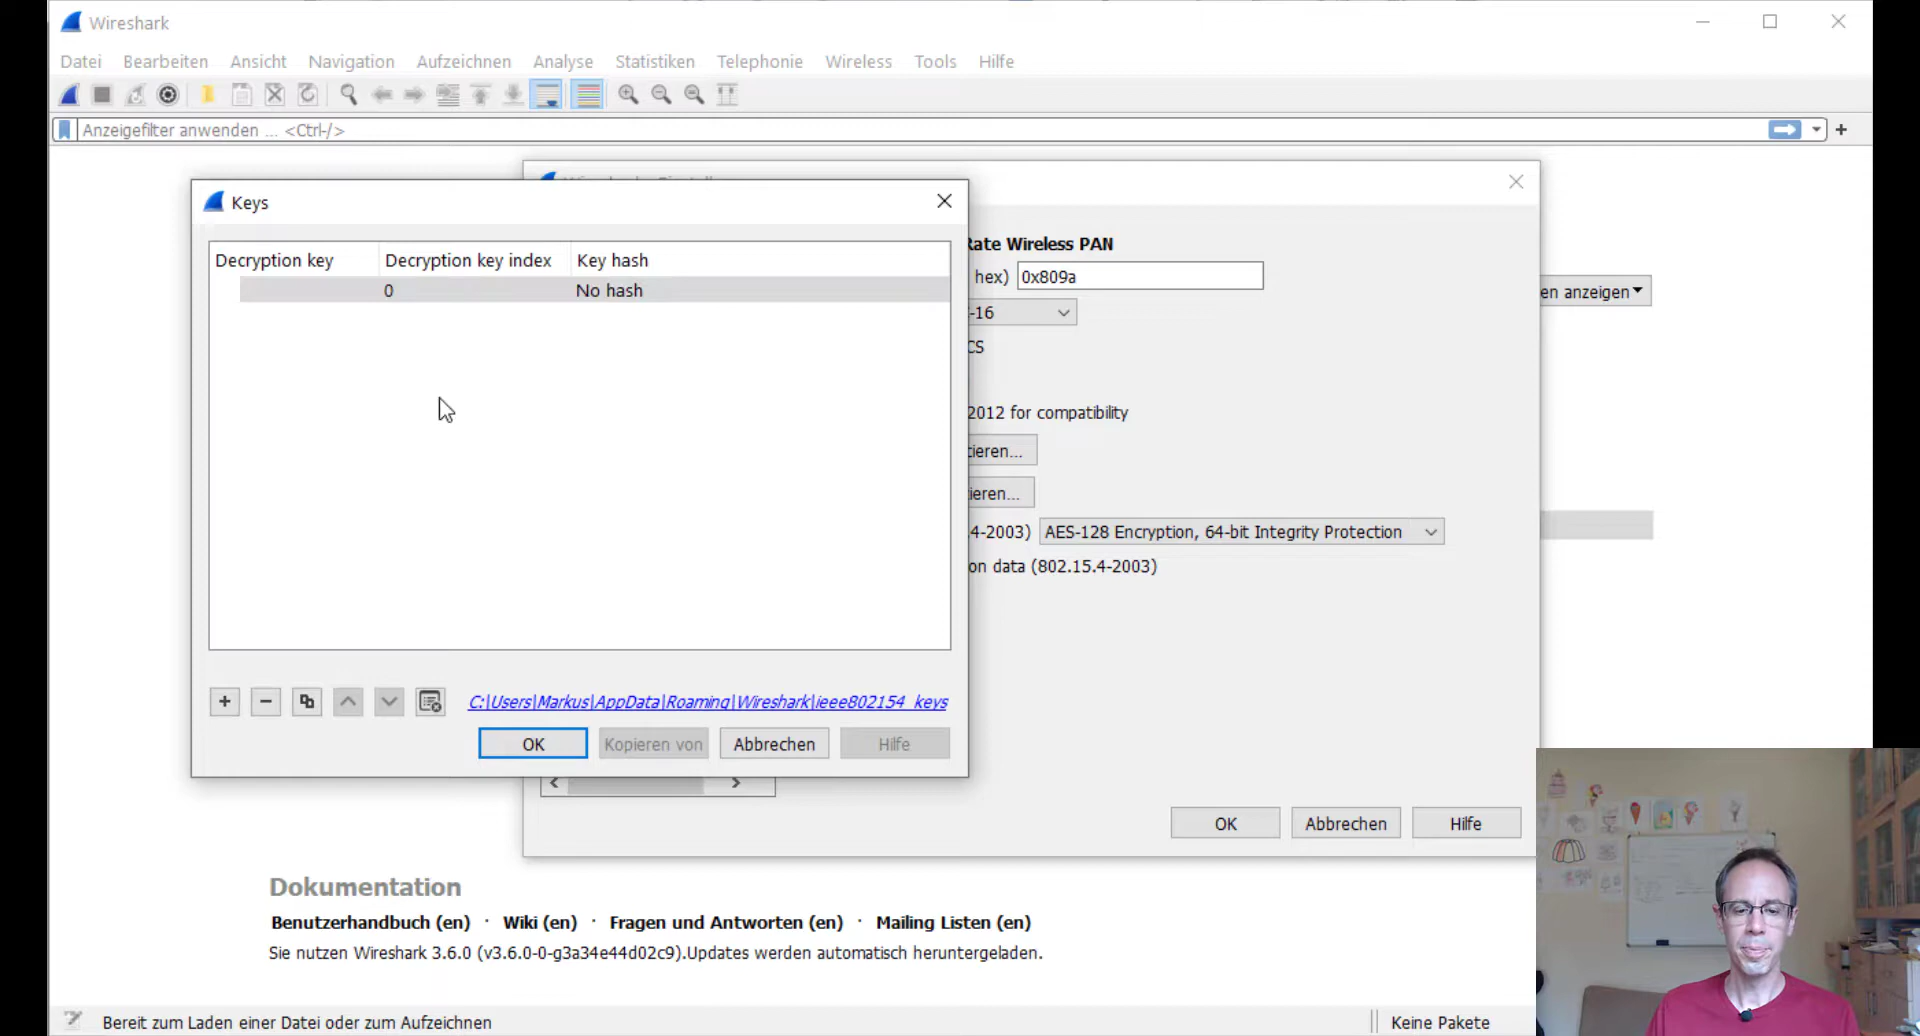 Wireshark
Datei Bearbeiten Ansicht Navigation Aufzeichnen Analyse Statistiken Telephonie Wireless Tools Hilfe
Anzeigefilter anwenden ... <Ctrl-/>
Keys
Decryption key Decryption key index Key hash
0 No hash
Rate Wireless PAN
hex) 0x809a
en anzeigen
-16
CS
2012 for compatibility
tieren...
ieren...
.4-2003) AES-128 Encryption, 64-bit Integrity Protection
on data (802.15.4-2003)
C:\Users\Markus\AppData\Roaming\Wireshark\ieee802154_keys
OK Kopieren von Abbrechen Hilfe
OK Abbrechen Hilfe
Dokumentation
Benutzerhandbuch (en) · Wiki (en) · Fragen und Antworten (en) · Mailing Listen (en)
Sie nutzen Wireshark 3.6.0 (v3.6.0-0-g3a34e44d02c9).Updates werden automatisch heruntergeladen.
Bereit zum Laden einer Datei oder zum Aufzeichnen Keine Pakete